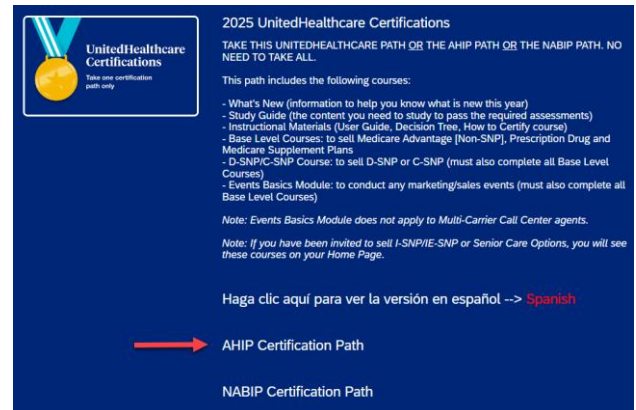 UnitedHealthcare
Certifications
Take one certification
path only
2025 UnitedHealthcare Certifications
TAKE THIS UNITEDHEALTHCARE PATH OR THE AHIP PATH OR THE NABIP PATH. NO
NEED TO TAKE ALL.
This path includes the following courses:
- What's New (information to help you know what is new this year)
- Study Guide (the content you need to study to pass the required assessments)
- Instructional Materials (User Guide, Decision Tree, How to Certify course)
- Base Level Courses: to sell Medicare Advantage [Non-SNP], Prescription Drug and
Medicare Supplement Plans
- D-SNP/C-SNP Course: to sell D-SNP or C-SNP (must also complete all Base Level
Courses)
- Events Basics Module: to conduct any marketing/sales events (must also complete all
Base Level Courses)
Note: Events Basics Module does not apply to Multi-Carrier Call Center agents.
Note: If you have been invited to sell I-SNP/IE-SNP or Senior Care Options, you will see
these courses on your Home Page.
Haga clic aquí para ver la versión en español --> Spanish
AHIP Certification Path
NABIP Certification Path